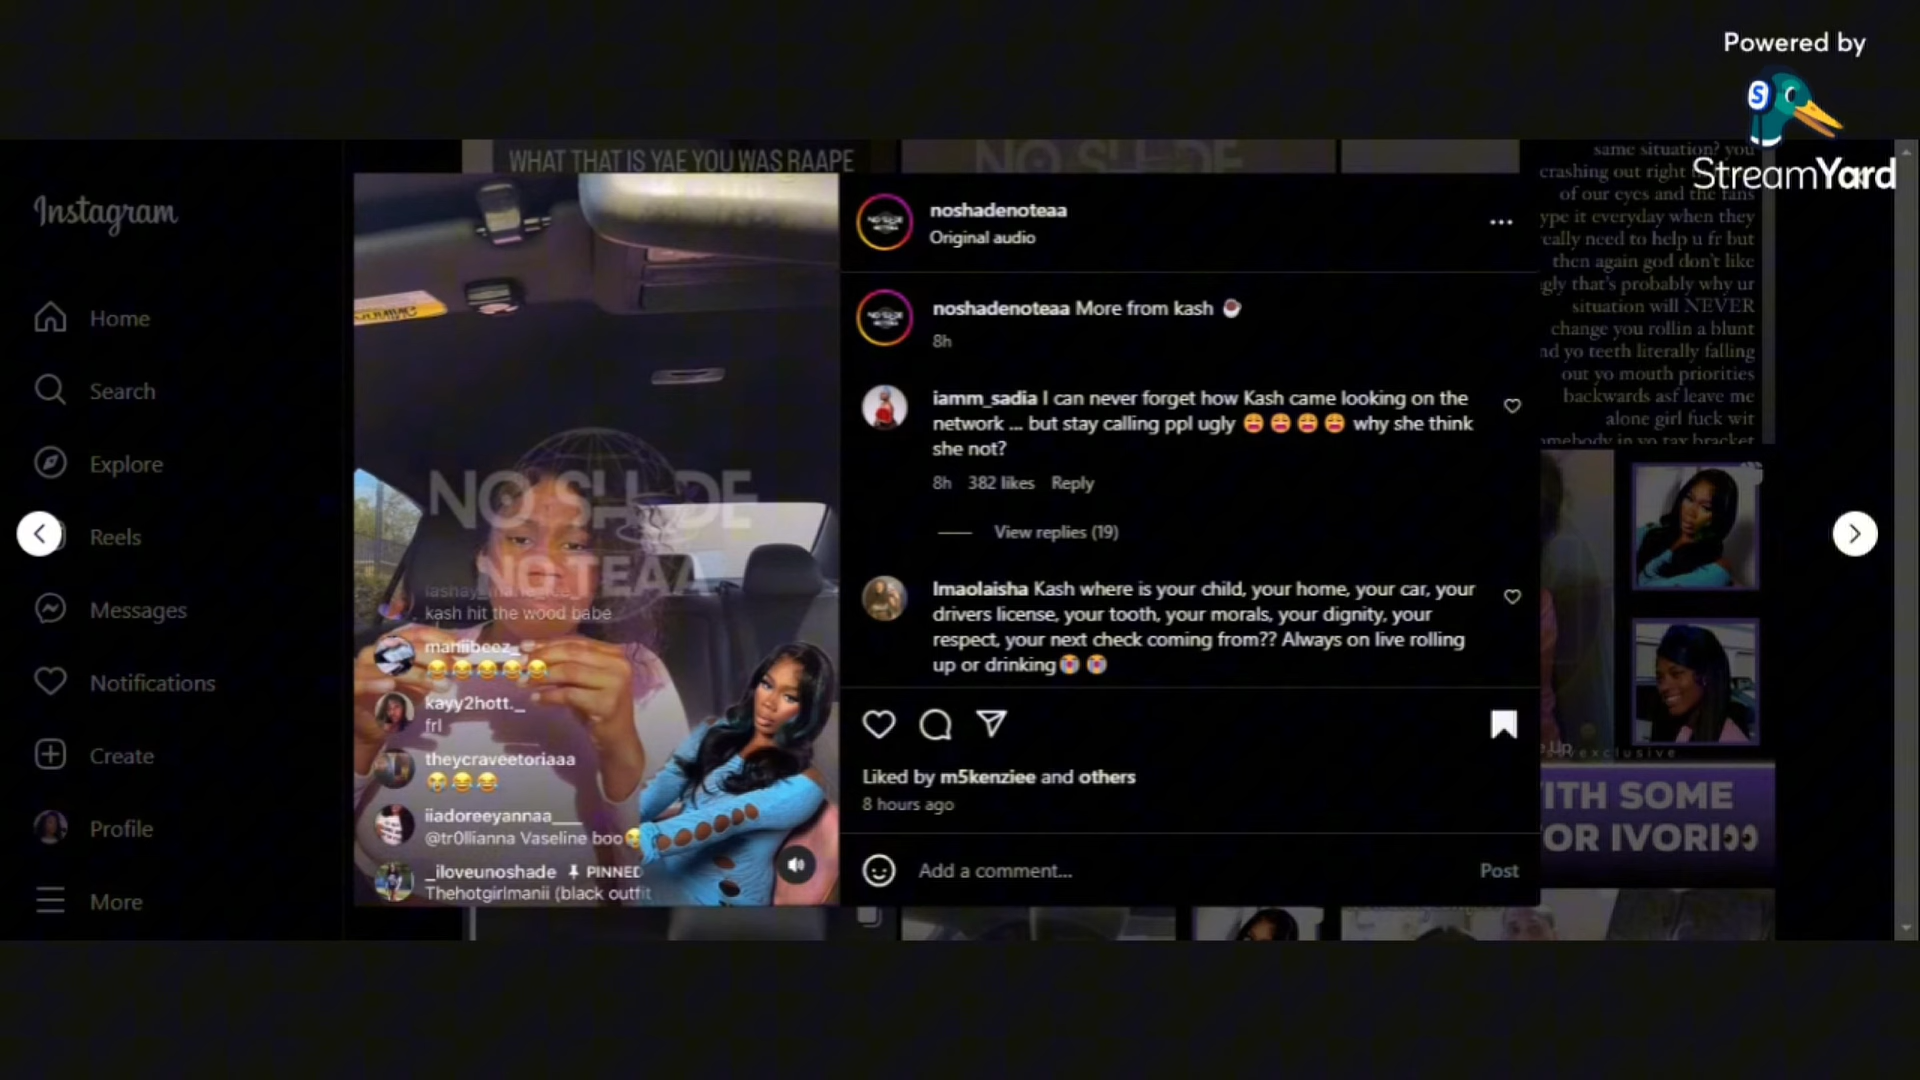 Powered by
StreamYard
Instagram
Home
Search
Explore
Reels
Messages
Notifications
Create
Profile
More
WHAT THAT IS YAE YOU WAS RAAPE
NO SHADE
NO SHADE
NO TEAA
kash hit the wood babe
maniibeez_
😂😂😂😂😂
kayy2hott._
frl
theycraveetoriaaa
😭😂😂
iiadoreeyannaa___
@tr0llianna Vaseline boo
_iloveunoshade PINNED
Thehotgirlmanii (black outfit
noshadenoteaa
Original audio
noshadenoteaa More from kash ☕
8h
iamm_sadia I can never forget how Kash came looking on the
network ... but stay calling ppl ugly 😩😩😩😩 why she think
she not?
8h 382 likes Reply
View replies (19)
lmaolaisha Kash where is your child, your home, your car, your
drivers license, your tooth, your morals, your dignity, your
respect, your next check coming from?? Always on live rolling
up or drinking😭😭
Liked by m5kenziee and others
8 hours ago
Add a comment...
Post
same situation? you
crashing out right
of our eyes and the fans
ype it everyday when they
really need to help u fr but
then again god don't like
gly that's probably why ur
situation will NEVER
change you rollin a blunt
nd yo teeth literally falling
out yo mouth priorities
backwards asf leave me
alone girl fuck wit
omebody in yo tax bracket
e Up
exclusive
ITH SOME
OR IVORI👀